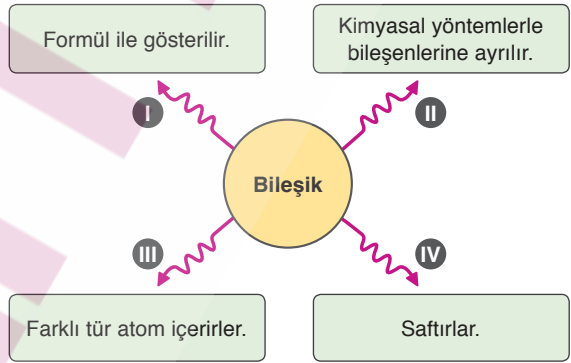 Formül ile gösterilir.
Kimyasal yöntemlerle
bileşenlerine ayrılır.
I
II
Bileşik
III
IV
Farklı tür atom içerirler.
Saftırlar.